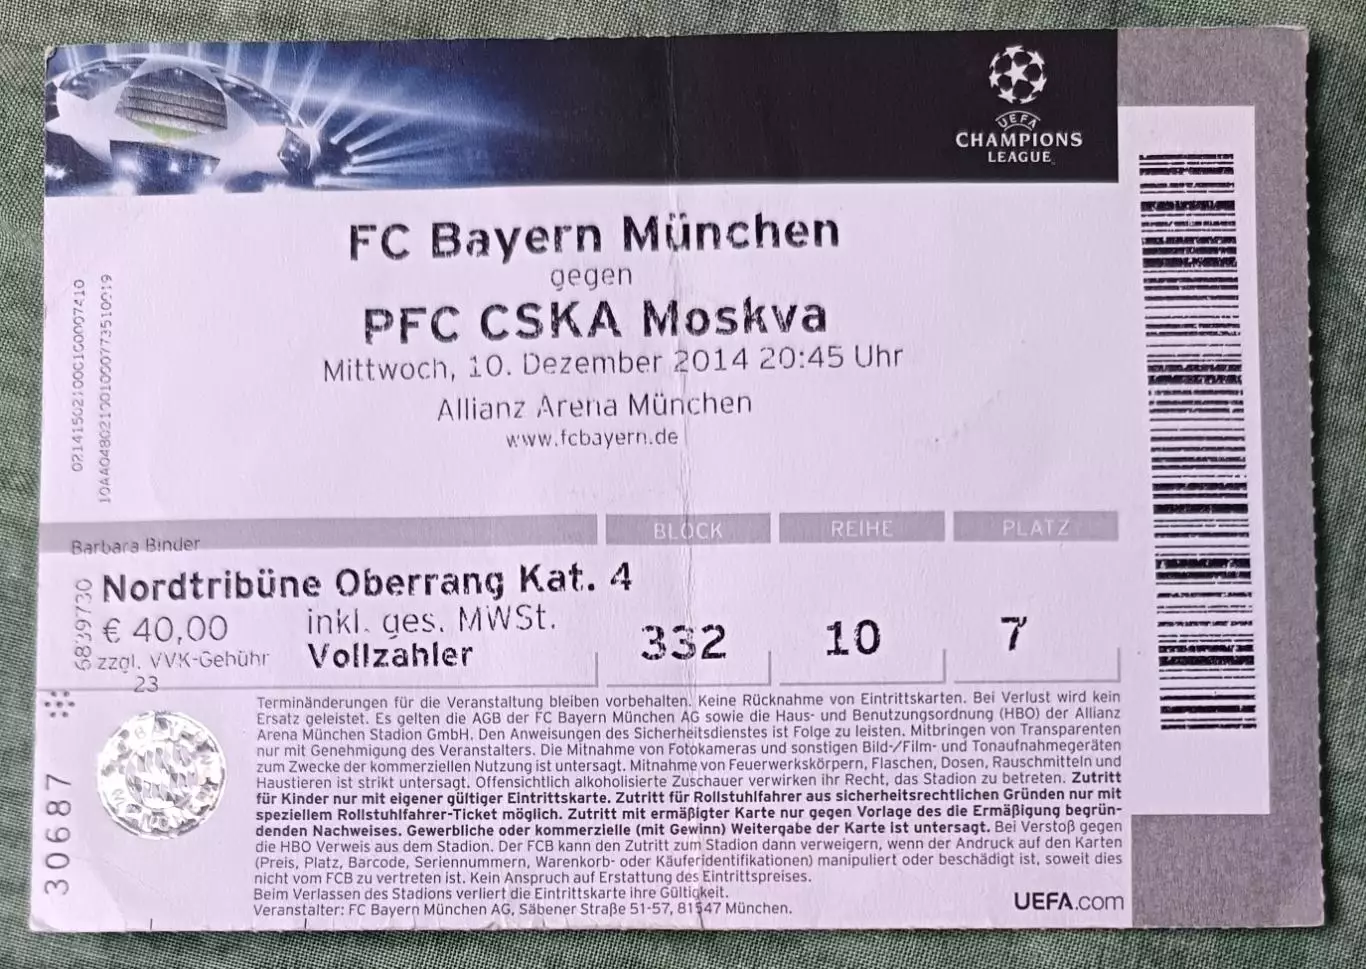 UEFA
CHAMPIONS
LEAGUE
FC Bayern München
gegen
PFC CSKA Moskva
Mittwoch, 10. Dezember 2014 20:45 Uhr
Allianz Arena München
www.fcbayern.de
BLOCK
REIHE
PLATZ
Barbara Binder
Nordtribüne Oberrang Kat. 4
€ 40,00
inkl. ges. MWSt.
zzgl. VVK-Gebühr
Vollzahler
332
10
7
23
6839730
30687
Terminänderungen für die Veranstaltung bleiben vorbehalten. Keine Rücknahme von Eintrittskarten. Bei Verlust wird kein
Ersatz geleistet. Es gelten die AGB der FC Bayern München AG sowie die Haus- und Benutzungsordnung (HBO) der Allianz
Arena München Stadion GmbH. Den Anweisungen des Sicherheitsdienstes ist Folge zu leisten. Mitbringen von Transparenten
nur mit Genehmigung des Veranstalters. Die Mitnahme von Fotokameras und sonstigen Bild-/Film- und Tonaufnahmegeräten
zum Zwecke der kommerziellen Nutzung ist untersagt. Mitnahme von Feuerwerkskörpern, Flaschen, Dosen, Rauschmitteln und
Haustieren ist strikt untersagt. Offensichtlich alkoholisierte Zuschauer verwirken ihr Recht, das Stadion zu betreten. Zutritt
für Kinder nur mit eigener gültiger Eintrittskarte. Zutritt für Rollstuhlfahrer aus sicherheitsrechtlichen Gründen nur mit
speziellem Rollstuhlfahrer-Ticket möglich. Zutritt mit ermäßigter Karte nur gegen Vorlage des die Ermäßigung begrün-
denden Nachweises. Gewerbliche oder kommerzielle (mit Gewinn) Weitergabe der Karte ist untersagt. Bei Verstoß gegen
die HBO Verweis aus dem Stadion. Der FCB kann den Zutritt zum Stadion dann verweigern, wenn der Andruck auf den Karten
(Preis, Platz, Barcode, Seriennummern, Warenkorb- oder Käuferidentifikationen) manipuliert oder beschädigt ist, soweit dies
nicht vom FCB zu vertreten ist. Kein Anspruch auf Erstattung des Eintrittspreises.
Beim Verlassen des Stadions verliert die Eintrittskarte ihre Gültigkeit.
Veranstalter: FC Bayern München AG, Säbener Straße 51-57, 81547 München.
UEFA.com